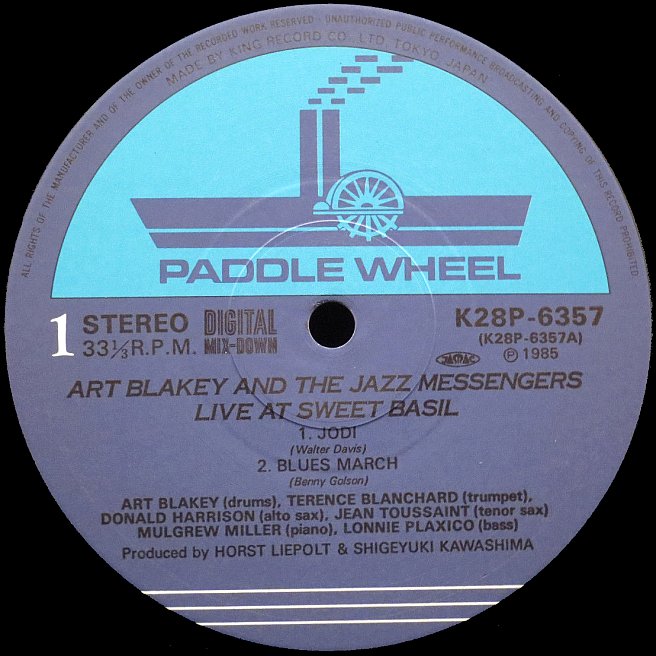 ALL RIGHTS OF THE MANUFACTURER AND OF THE OWNER OF THE RECORDED WORK RESERVED · UNAUTHORIZED PUBLIC PERFORMANCE BROADCASTING AND COPYING OF THIS RECORD PROHIBITED.
MADE BY KING RECORD CO., LTD. TOKYO, JAPAN
PADDLE WHEEL
1 STEREO DIGITAL K28P-6357
33⅓R.P.M. MIX-DOWN (K28P-6357A)
JASRAC ℗ 1985
ART BLAKEY AND THE JAZZ MESSENGERS
LIVE AT SWEET BASIL
1. JODI
(Walter Davis)
2. BLUES MARCH
(Benny Golson)
ART BLAKEY (drums), TERENCE BLANCHARD (trumpet),
DONALD HARRISON (alto sax), JEAN TOUSSAINT (tenor sax)
MULGREW MILLER (piano), LONNIE PLAXICO (bass)
Produced by HORST LIEPOLT & SHIGEYUKI KAWASHIMA